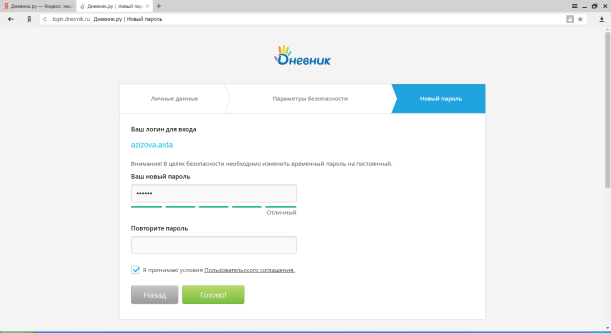 Дневник.ру — Яндекс: на...
Дневник.ру | Новый пар
login.dnevnik.ru Дневник.ру | Новый пароль
Дневник
Личные данные
Параметры безопасности
Новый пароль
Ваш логин для входа
azizova.aida
Внимание! В целях безопасности необходимо изменить временный пароль на постоянный.
Ваш новый пароль
••••••
Отличный
Повторите пароль
Я принимаю условия Пользовательского соглашения.
Назад
Готово!